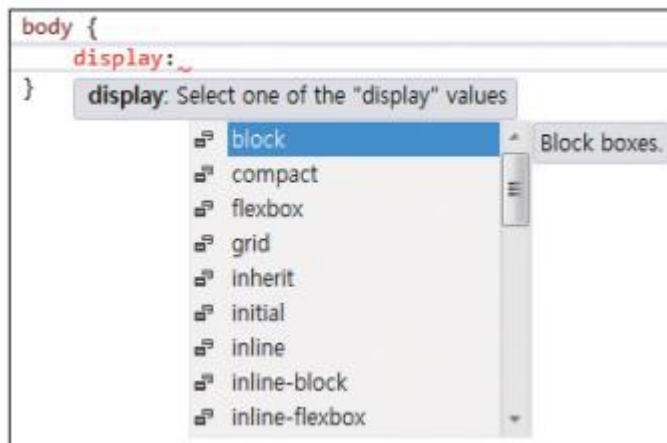 body {
display:
}
display: Select one of the "display" values
block
Block boxes.
compact
flexbox
grid
inherit
initial
inline
inline-block
inline-flexbox